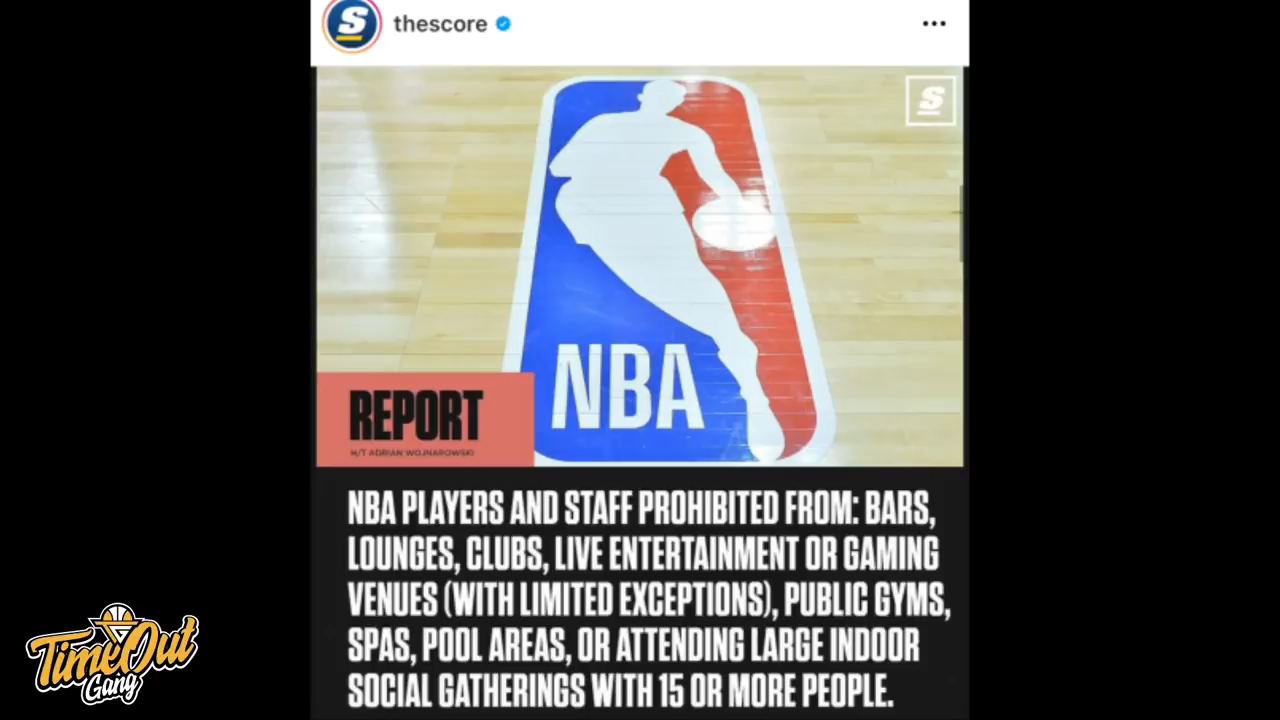 thescore
S
S
NBA
REPORT
H/T ADRIAN WOJNAROWSKI
NBA PLAYERS AND STAFF PROHIBITED FROM: BARS,
LOUNGES, CLUBS, LIVE ENTERTAINMENT OR GAMING
VENUES (WITH LIMITED EXCEPTIONS), PUBLIC GYMS,
SPAS, POOL AREAS, OR ATTENDING LARGE INDOOR
SOCIAL GATHERINGS WITH 15 OR MORE PEOPLE.
TimeOut
Gang